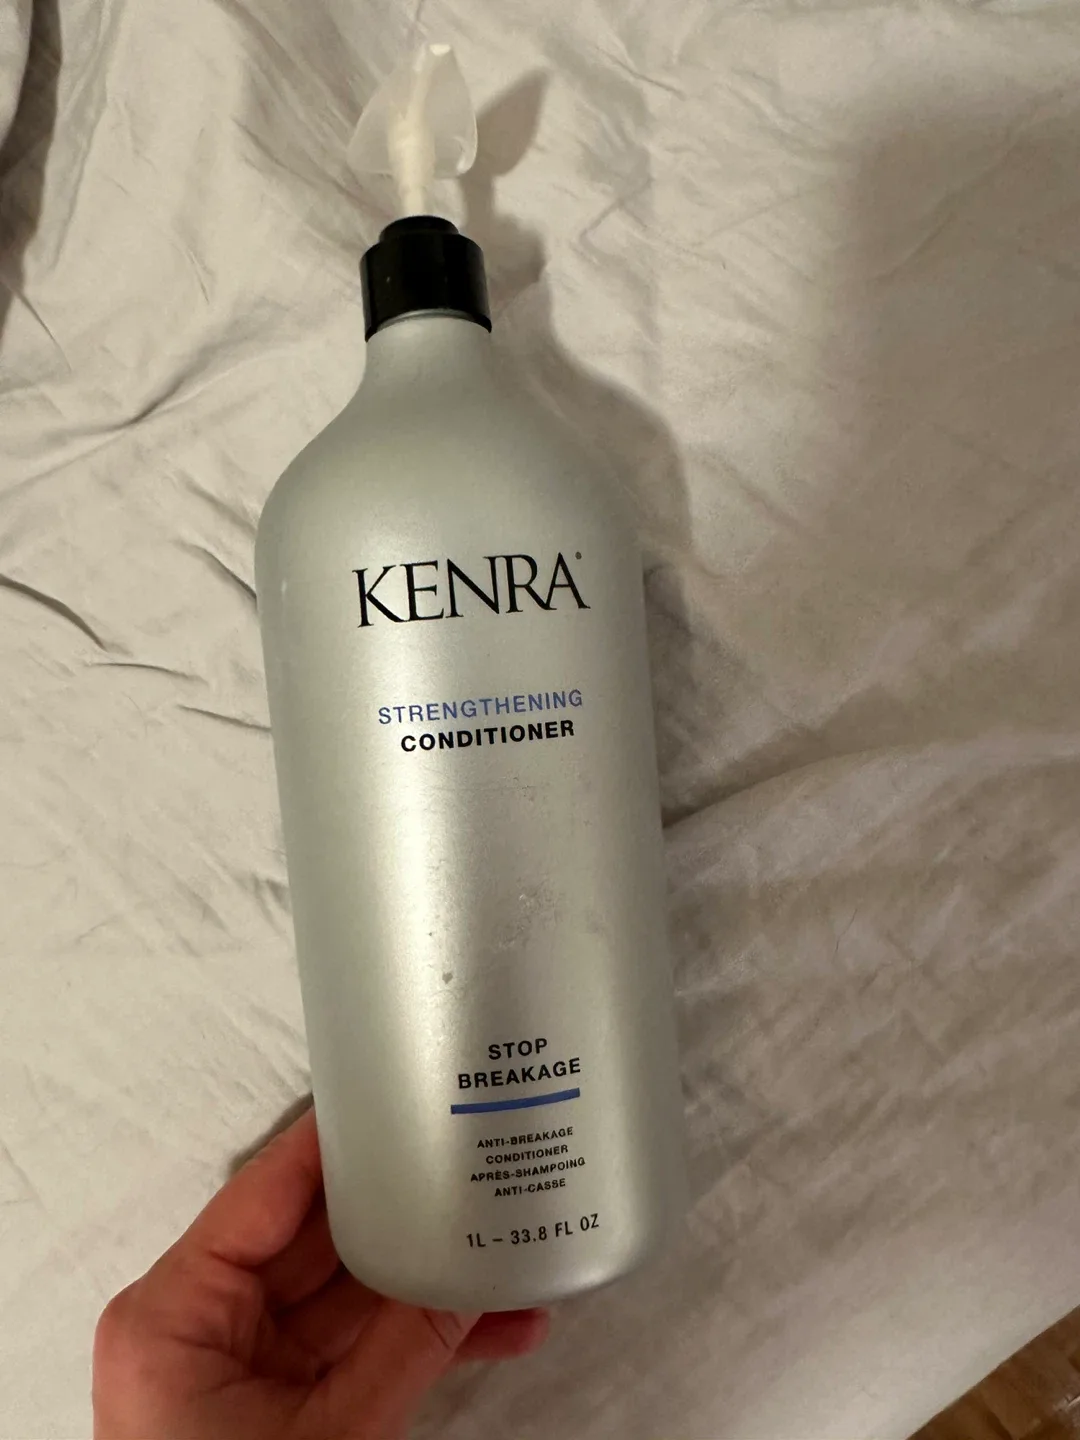 KENRA®
STRENGTHENING
CONDITIONER
STOP
BREAKAGE
ANTI-BREAKAGE
CONDITIONER
APRÈS-SHAMPOING
ANTI-CASSE
1L – 33.8 FL OZ